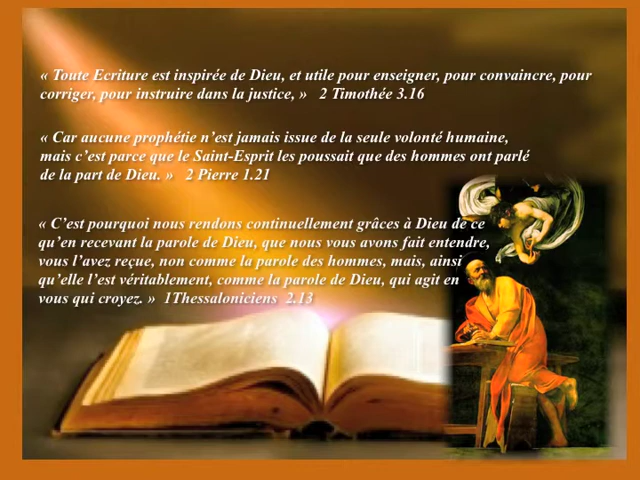 « Toute Ecriture est inspirée de Dieu, et utile pour enseigner, pour convaincre, pour
corriger, pour instruire dans la justice, »   2 Timothée 3.16
« Car aucune prophétie n’est jamais issue de la seule volonté humaine,
mais c’est parce que le Saint-Esprit les poussait que des hommes ont parlé
de la part de Dieu. »   2 Pierre 1.21
« C’est pourquoi nous rendons continuellement grâces à Dieu de ce
qu’en recevant la parole de Dieu, que nous vous avons fait entendre,
vous l’avez reçue, non comme la parole des hommes, mais, ainsi
qu’elle l’est véritablement, comme la parole de Dieu, qui agit en
vous qui croyez. »  1Thessaloniciens  2.13